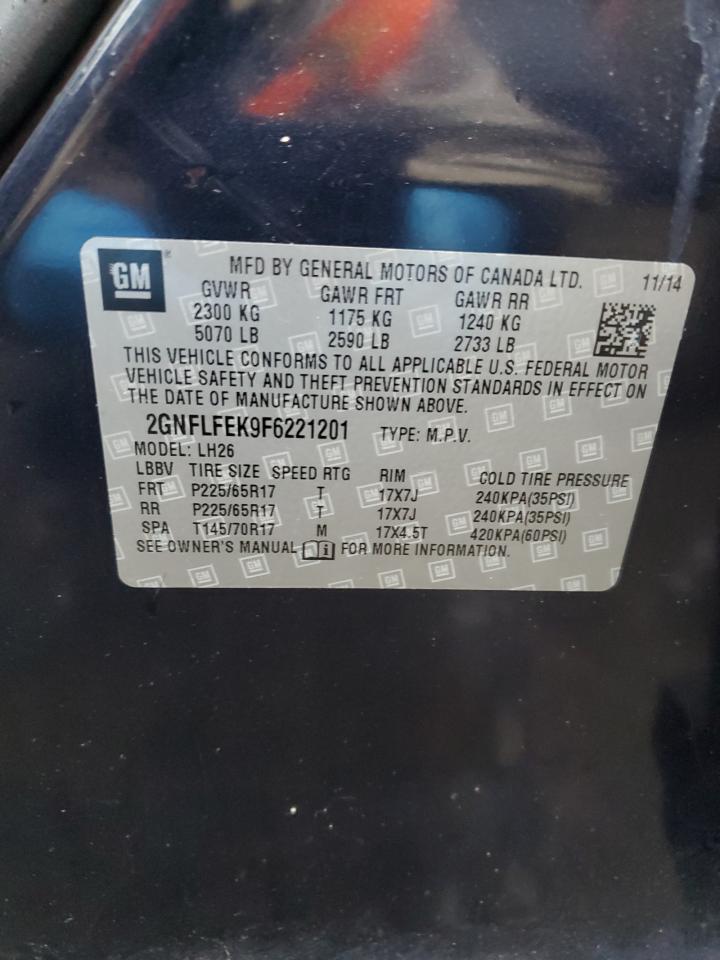 GM
MFD BY GENERAL MOTORS OF CANADA LTD. 11/14
GVWR GAWR FRT GAWR RR
2300 KG 1175 KG 1240 KG
5070 LB 2590 LB 2733 LB
THIS VEHICLE CONFORMS TO ALL APPLICABLE U.S. FEDERAL MOTOR
VEHICLE SAFETY AND THEFT PREVENTION STANDARDS IN EFFECT ON
THE DATE OF MANUFACTURE SHOWN ABOVE.
2GNFLFEK9F6221201 TYPE: M.P.V.
MODEL: LH26
LBBV TIRE SIZE SPEED RTG RIM COLD TIRE PRESSURE
FRT P225/65R17 T 17X7J 240KPA(35PSI)
RR P225/65R17 T 17X7J 240KPA(35PSI)
SPA T145/70R17 M 17X4.5T 420KPA(60PSI)
SEE OWNER'S MANUAL FOR MORE INFORMATION.